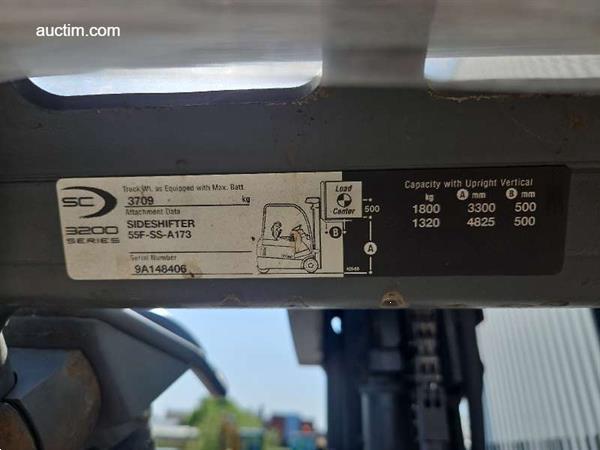 auctim.com
SC
3200
SERIES
Truck Wt. as Equipped with Max. Batt
3709 kg
Attachment Data
SIDESHIFTER
55F-SS-A173
Serial Number
9A148406
Load
Center
500
B
A
Capacity with Upright Vertical
kg A mm B mm
1800 3300 500
1320 4825 500